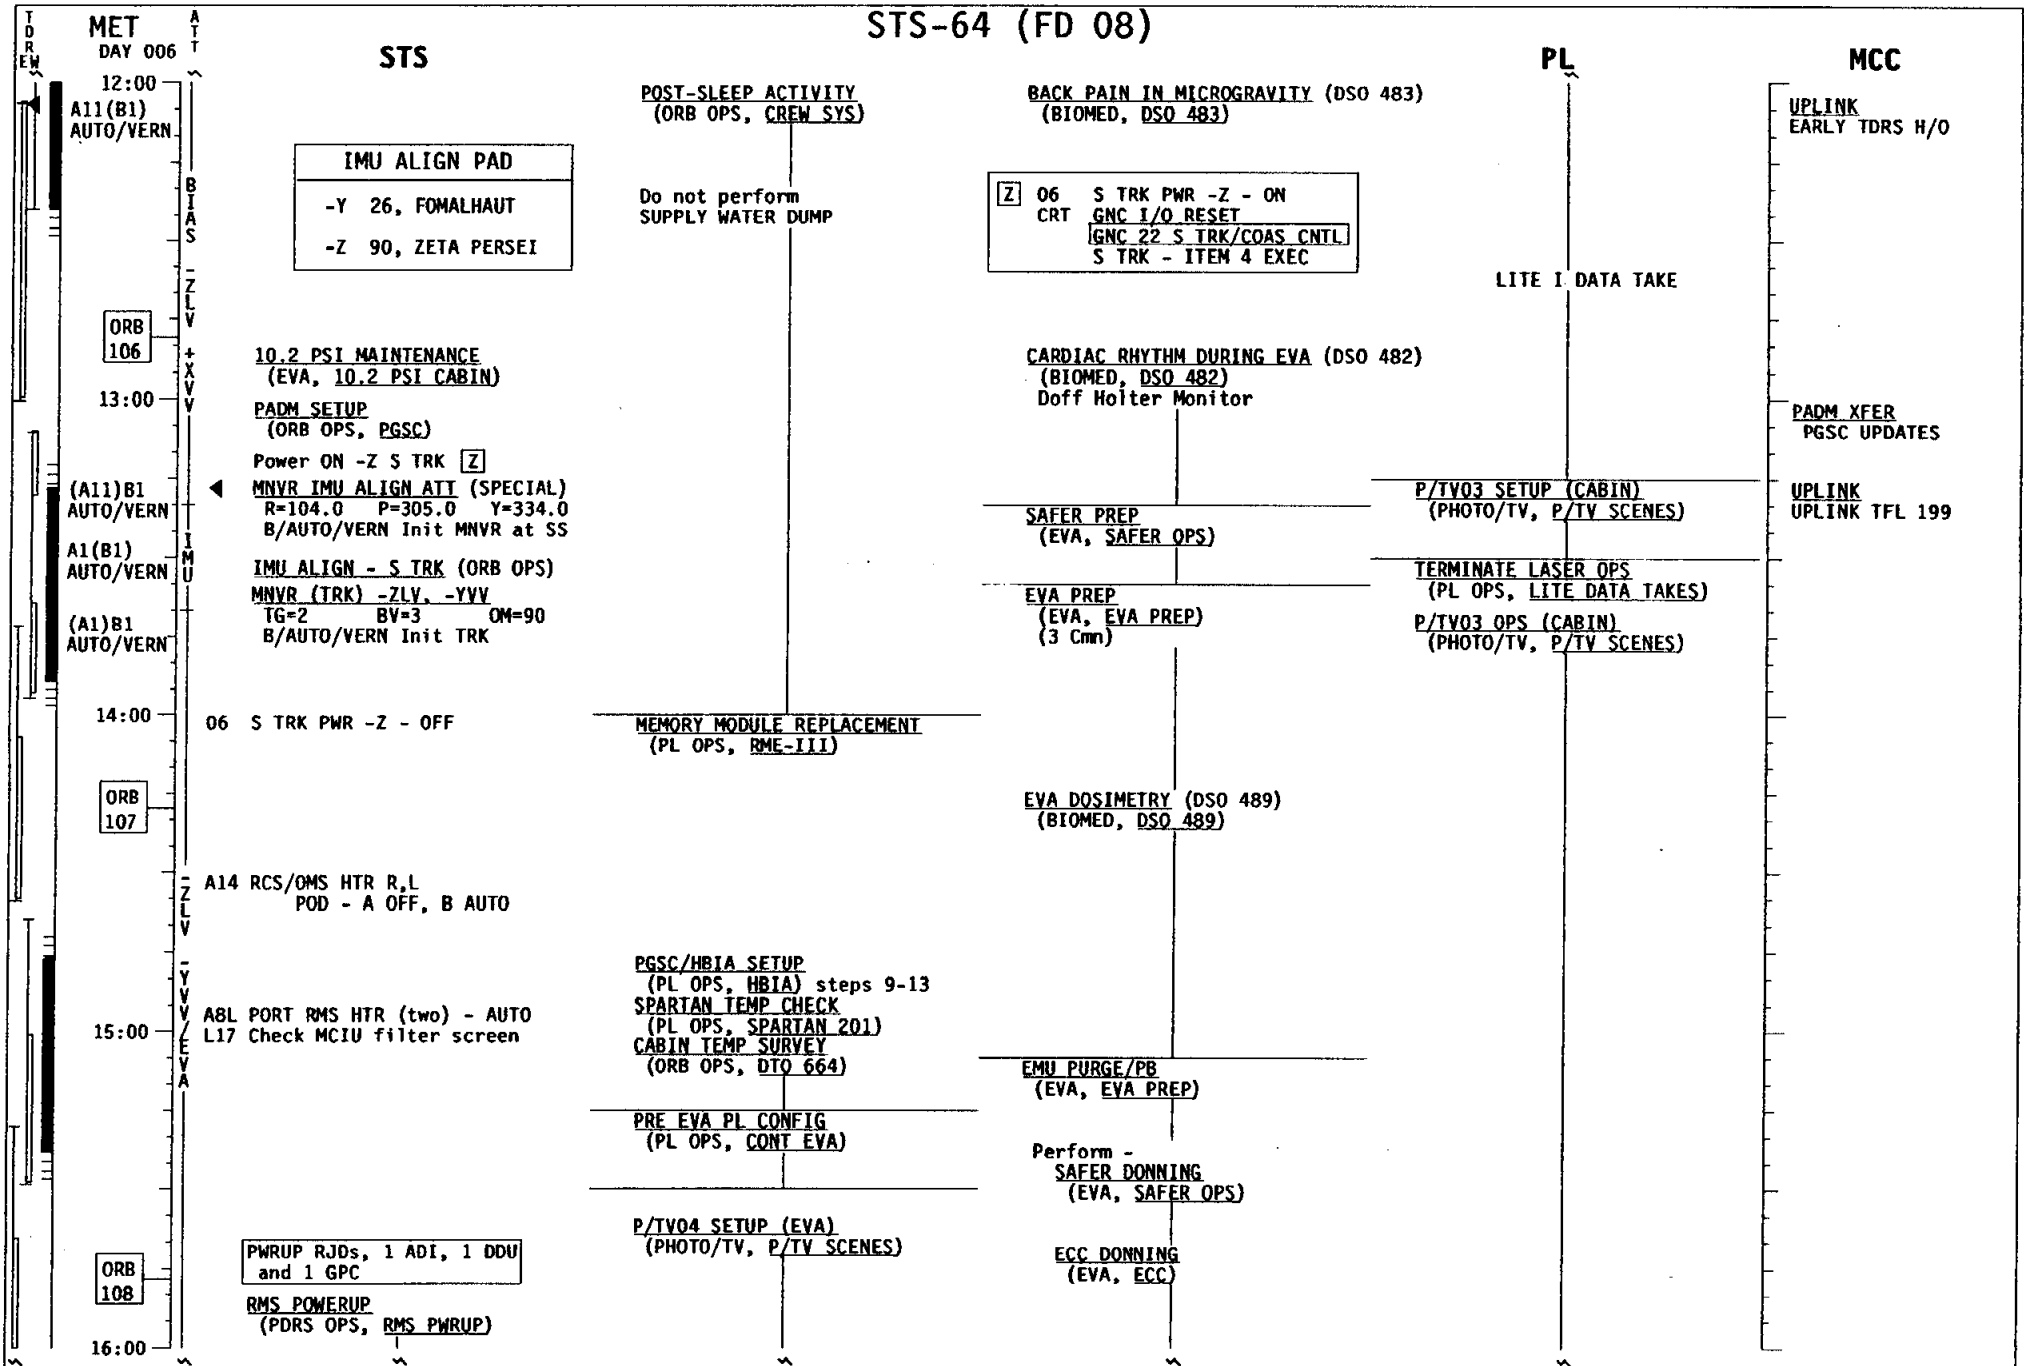 STS-64 (FD 08)
TDRS
E W
MET
DAY 006
ATT
STS
PL
MCC
12:00
A11(B1)
AUTO/VERN
BIAS -ZLV +XVV
ORB
106
13:00
(A11)B1
AUTO/VERN
A1(B1)
AUTO/VERN
(A1)B1
AUTO/VERN
IMU
14:00
ORB
107
-ZLV -YVV/EVA
15:00
ORB
108
16:00
IMU ALIGN PAD
-Y 26, FOMALHAUT
-Z 90, ZETA PERSEI
10.2 PSI MAINTENANCE
(EVA, 10.2 PSI CABIN)
PADM SETUP
(ORB OPS, PGSC)
Power ON -Z S TRK Z
MNVR IMU ALIGN ATT (SPECIAL)
R=104.0 P=305.0 Y=334.0
B/AUTO/VERN Init MNVR at SS
IMU ALIGN - S TRK (ORB OPS)
MNVR (TRK) -ZLV, -YVV
TG=2 BV=3 OM=90
B/AUTO/VERN Init TRK
06 S TRK PWR -Z - OFF
A14 RCS/OMS HTR R,L
POD - A OFF, B AUTO
A8L PORT RMS HTR (two) - AUTO
L17 Check MCIU filter screen
PWRUP RJDs, 1 ADI, 1 DDU
and 1 GPC
RMS POWERUP
(PDRS OPS, RMS PWRUP)
POST-SLEEP ACTIVITY
(ORB OPS, CREW SYS)
Do not perform
SUPPLY WATER DUMP
MEMORY MODULE REPLACEMENT
(PL OPS, RME-III)
PGSC/HBIA SETUP
(PL OPS, HBIA) steps 9-13
SPARTAN TEMP CHECK
(PL OPS, SPARTAN 201)
CABIN TEMP SURVEY
(ORB OPS, DTO 664)
PRE EVA PL CONFIG
(PL OPS, CONT EVA)
P/TV04 SETUP (EVA)
(PHOTO/TV, P/TV SCENES)
BACK PAIN IN MICROGRAVITY (DSO 483)
(BIOMED, DSO 483)
Z 06 S TRK PWR -Z - ON
CRT GNC I/O RESET
GNC 22 S TRK/COAS CNTL
S TRK - ITEM 4 EXEC
CARDIAC RHYTHM DURING EVA (DSO 482)
(BIOMED, DSO 482)
Doff Holter Monitor
SAFER PREP
(EVA, SAFER OPS)
EVA PREP
(EVA, EVA PREP)
(3 Cmn)
EVA DOSIMETRY (DSO 489)
(BIOMED, DSO 489)
EMU PURGE/PB
(EVA, EVA PREP)
Perform -
SAFER DONNING
(EVA, SAFER OPS)
ECC DONNING
(EVA, ECC)
LITE I DATA TAKE
P/TV03 SETUP (CABIN)
(PHOTO/TV, P/TV SCENES)
TERMINATE LASER OPS
(PL OPS, LITE DATA TAKES)
P/TV03 OPS (CABIN)
(PHOTO/TV, P/TV SCENES)
UPLINK
EARLY TDRS H/O
PADM XFER
PGSC UPDATES
UPLINK
UPLINK TFL 199